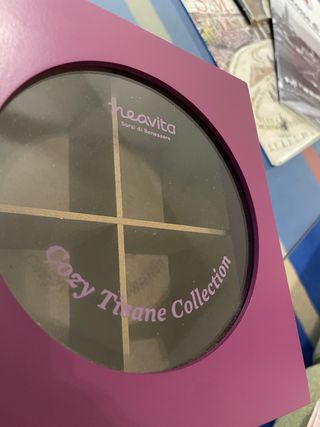 neavita
Sorsi di Benessere
Cozy Tisane Collection